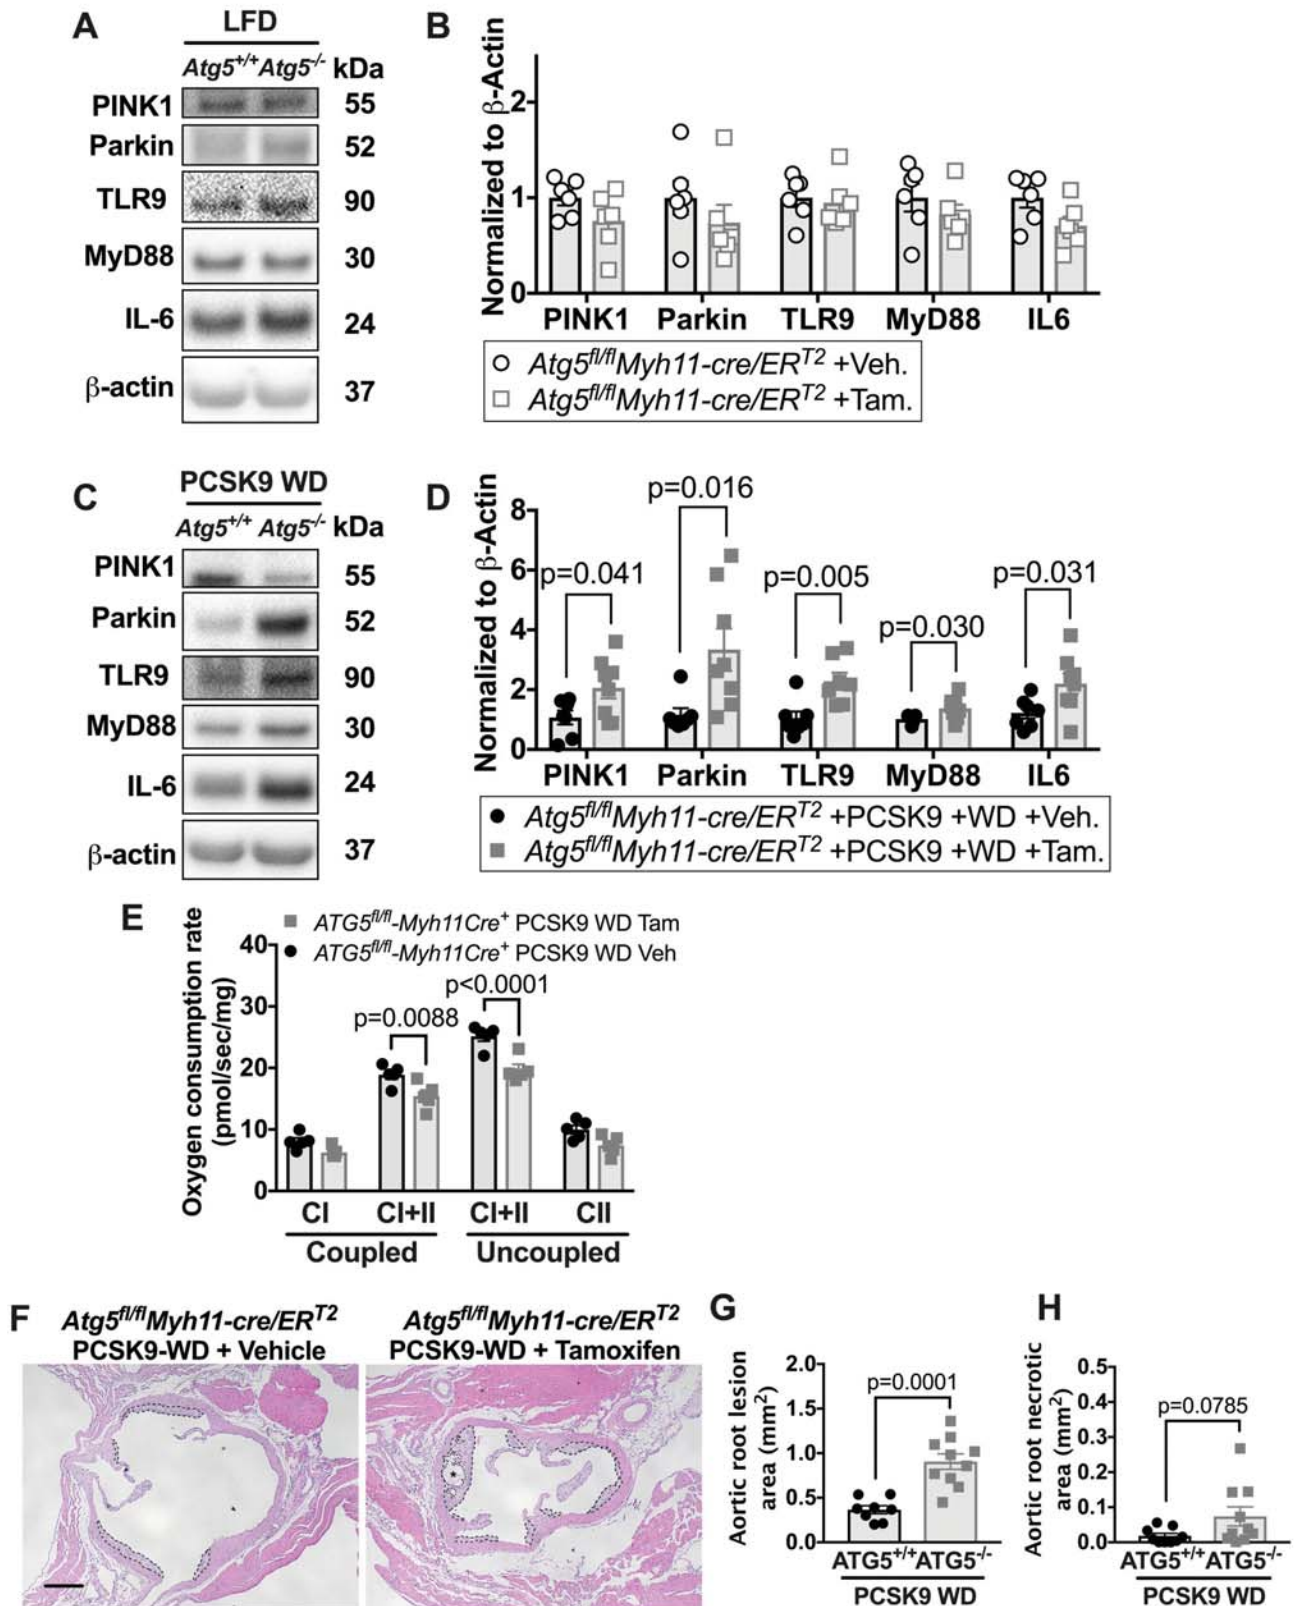 A
LFD
Atg5+/+ Atg5-/- kDa
PINK1 55
Parkin 52
TLR9 90
MyD88 30
IL-6 24
β-actin 37
B
Normalized to β-Actin
2
1
0
PINK1 Parkin TLR9 MyD88 IL6
Atg5fl/fl Myh11-cre/ERT2 +Veh.
Atg5fl/fl Myh11-cre/ERT2 +Tam.
C
PCSK9 WD
Atg5+/+ Atg5-/- kDa
PINK1 55
Parkin 52
TLR9 90
MyD88 30
IL-6 24
β-actin 37
D
Normalized to β-Actin
8
6
4
2
0
p=0.041
p=0.016
p=0.005
p=0.030
p=0.031
PINK1 Parkin TLR9 MyD88 IL6
Atg5fl/fl Myh11-cre/ERT2 +PCSK9 +WD +Veh.
Atg5fl/fl Myh11-cre/ERT2 +PCSK9 +WD +Tam.
E
ATG5fl/fl-Myh11Cre+ PCSK9 WD Tam
ATG5fl/fl-Myh11Cre+ PCSK9 WD Veh
Oxygen consumption rate
(pmol/sec/mg)
40
30
20
10
0
p=0.0088
p<0.0001
CI CI+II CI+II CII
Coupled Uncoupled
F
Atg5fl/fl Myh11-cre/ERT2
PCSK9-WD + Vehicle
Atg5fl/fl Myh11-cre/ERT2
PCSK9-WD + Tamoxifen
*
G
Aortic root lesion
area (mm2)
2.0
1.5
1.0
0.5
0.0
p=0.0001
ATG5+/+ ATG5-/-
PCSK9 WD
H
Aortic root necrotic
area (mm2)
0.5
0.4
0.3
0.2
0.1
0.0
p=0.0785
ATG5+/+ ATG5-/-
PCSK9 WD